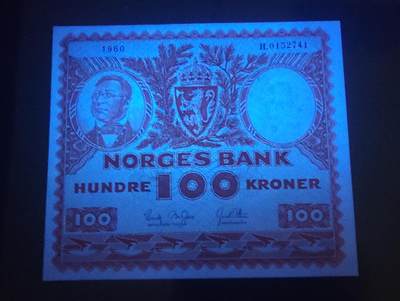 1960 H.0152741
NORGES BANK
HUNDRE 100 KRONER
100 100